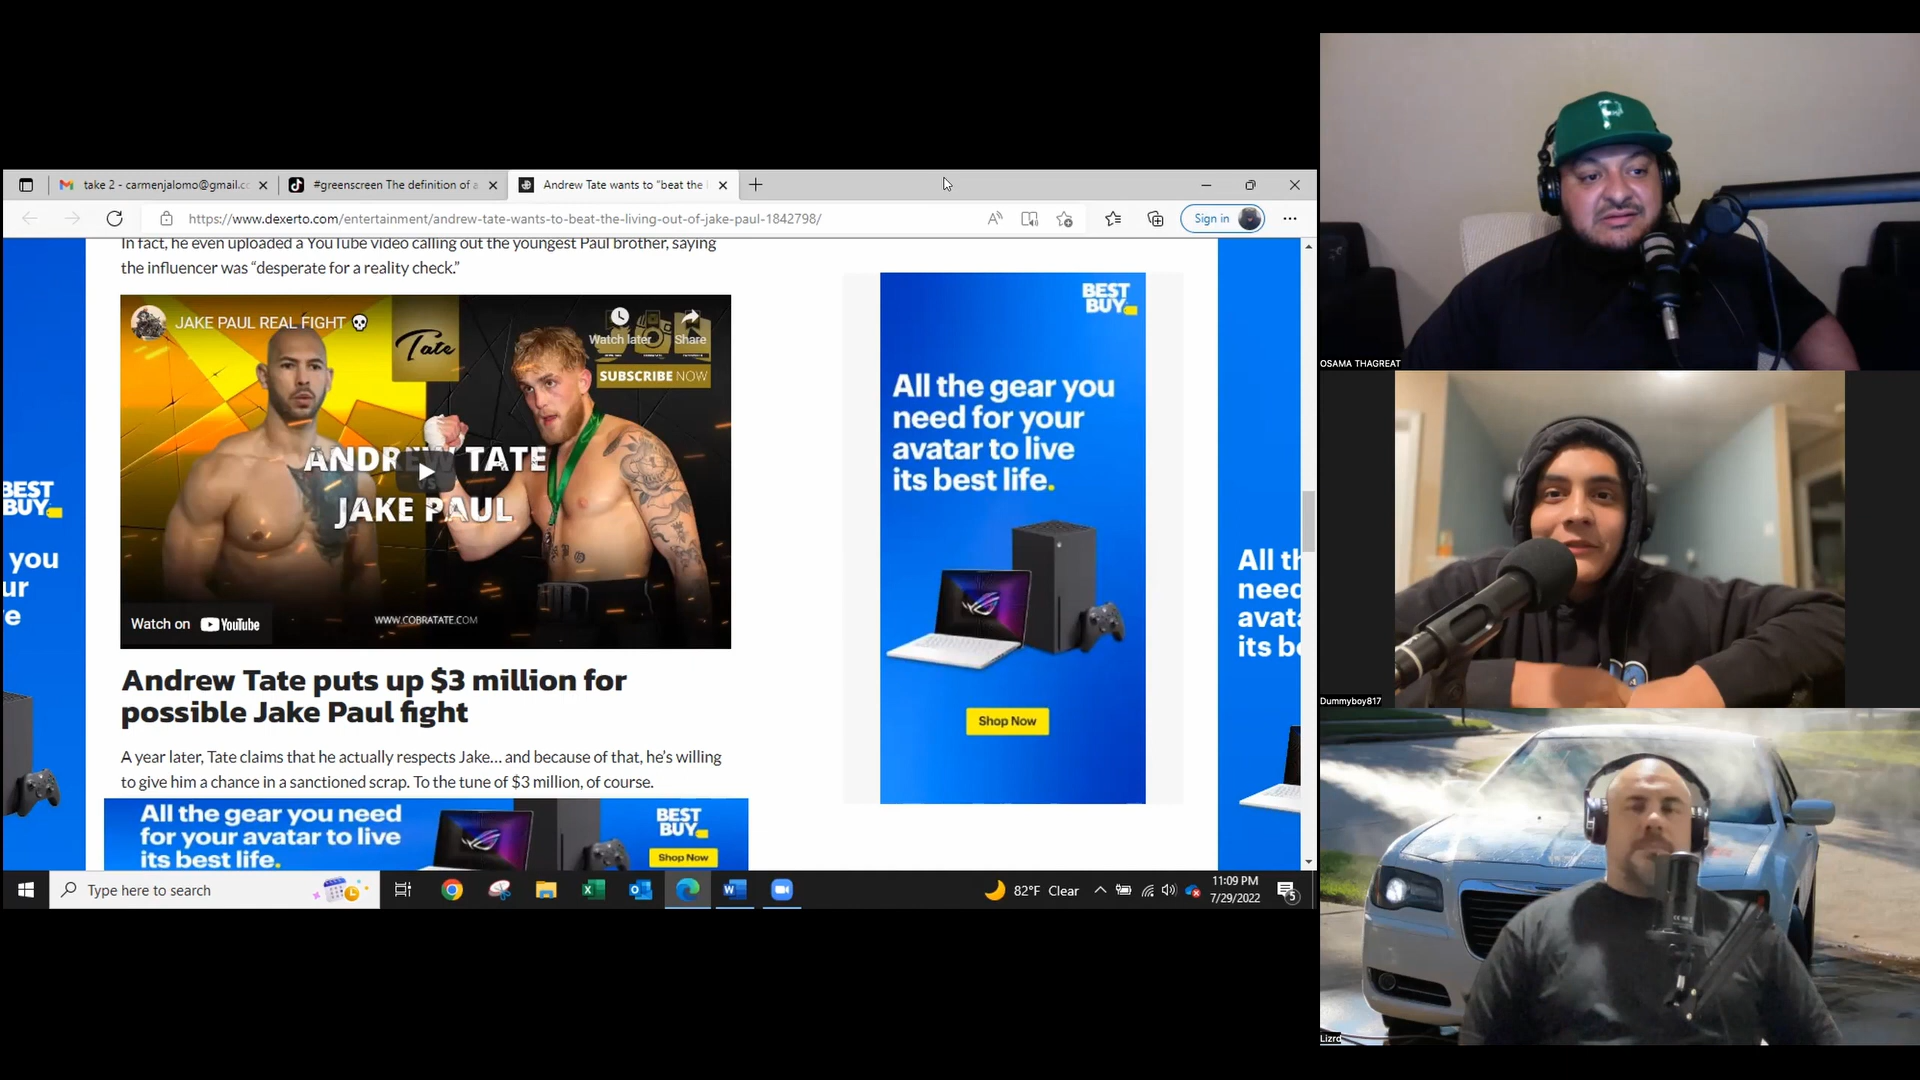 take 2 - carmenjalomo@gmail.c
#greenscreen The definition of a
Andrew Tate wants to "beat the l
https://www.dexerto.com/entertainment/andrew-tate-wants-to-beat-the-living-out-of-jake-paul-1842798/
Sign in
In fact, he even uploaded a YouTube video calling out the youngest Paul brother, saying
the influencer was “desperate for a reality check.”
JAKE PAUL REAL FIGHT
Tate
Watch later
Share
SUBSCRIBE NOW
ANDREW TATE
VS
JAKE PAUL
Watch on YouTube
WWW.COBRATATE.COM
Andrew Tate puts up $3 million for
possible Jake Paul fight
A year later, Tate claims that he actually respects Jake… and because of that, he’s willing
to give him a chance in a sanctioned scrap. To the tune of $3 million, of course.
All the gear you need
for your avatar to live
its best life.
BEST
BUY
Shop Now
BEST
BUY
All the gear you
need for your
avatar to live
its best life.
Shop Now
BEST
BUY
you
ur
e
All th
need
avata
its be
Type here to search
82°F Clear
11:09 PM
7/29/2022
5
P
OSAMA THAGREAT
Dummyboy817
Lizrd